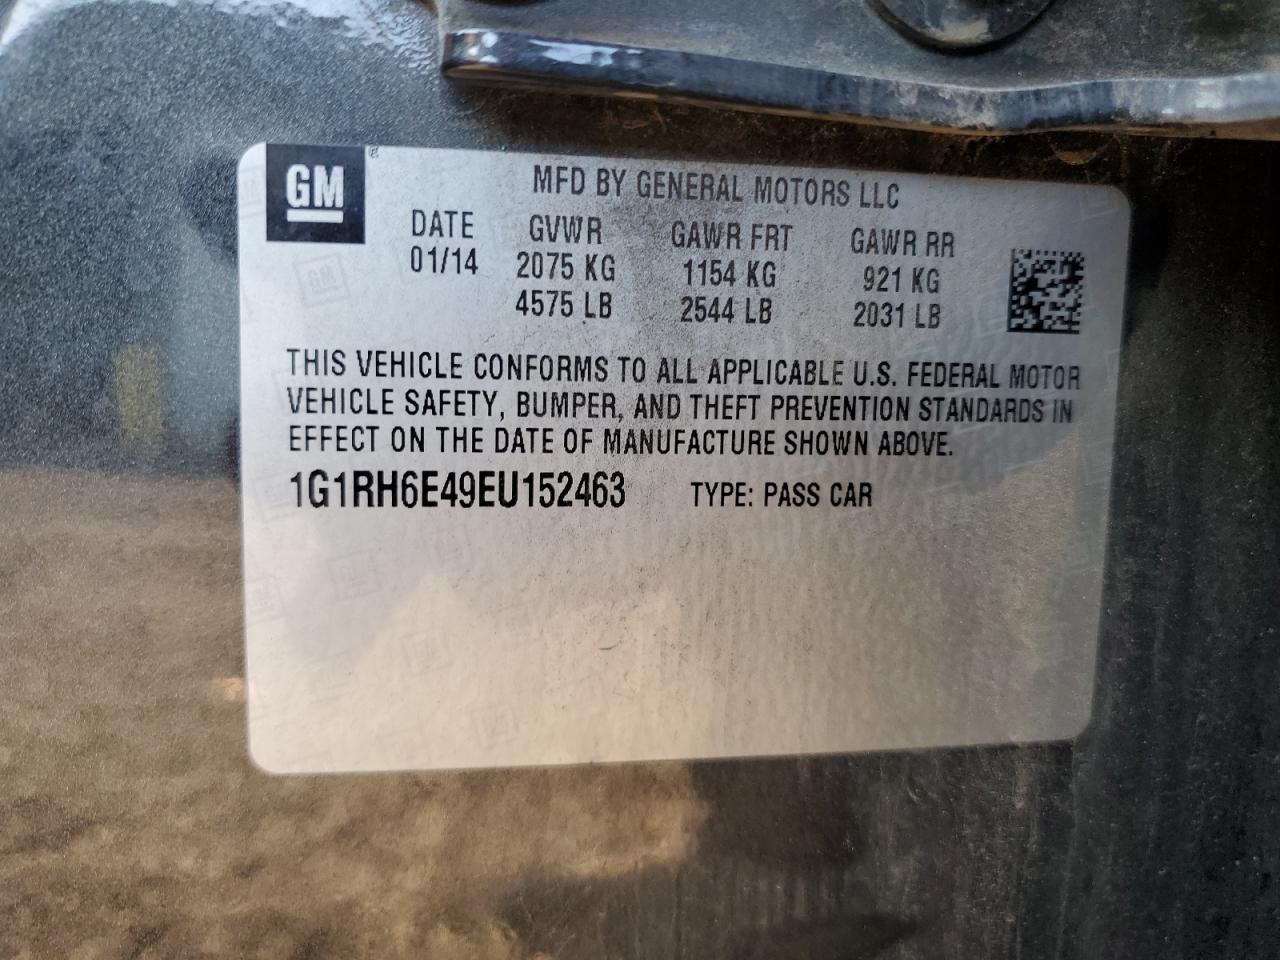 GM
MFD BY GENERAL MOTORS LLC
DATE GVWR GAWR FRT GAWR RR
01/14 2075 KG 1154 KG 921 KG
4575 LB 2544 LB 2031 LB
THIS VEHICLE CONFORMS TO ALL APPLICABLE U.S. FEDERAL MOTOR
VEHICLE SAFETY, BUMPER, AND THEFT PREVENTION STANDARDS IN
EFFECT ON THE DATE OF MANUFACTURE SHOWN ABOVE.
1G1RH6E49EU152463 TYPE: PASS CAR